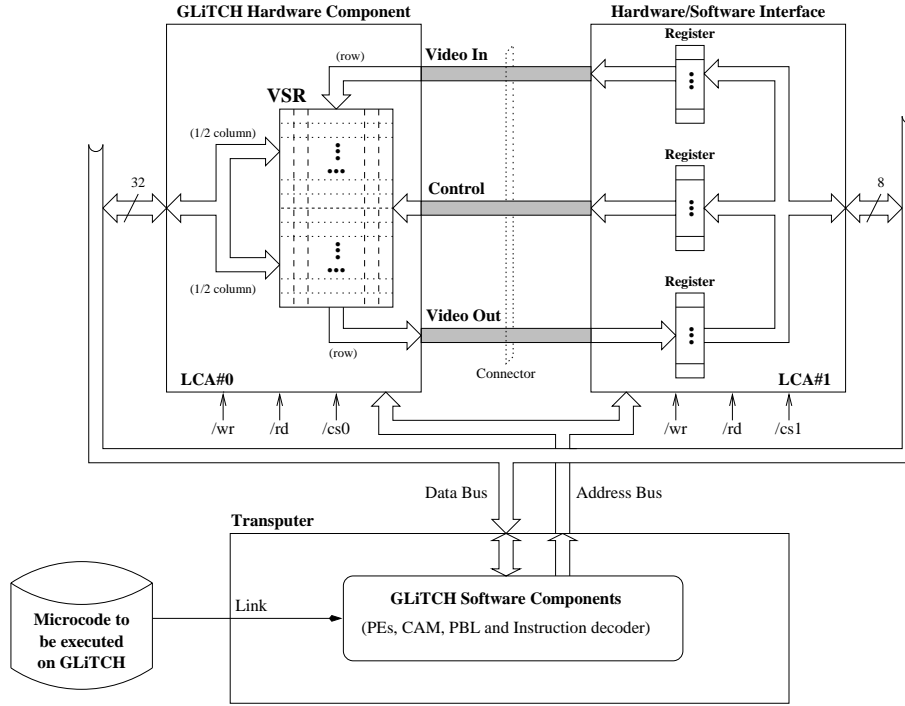 GLiTCH Hardware Component
Hardware/Software Interface
Register
(row)
Video In
VSR
(1/2 column)
Register
32
Control
8
(1/2 column)
Register
Video Out
(row)
Connector
LCA#0
LCA#1
/wr
/rd
/cs0
/wr
/rd
/cs1
Data Bus
Address Bus
Transputer
GLiTCH Software Components
(PEs, CAM, PBL and Instruction decoder)
Link
Microcode to
be executed
on GLiTCH